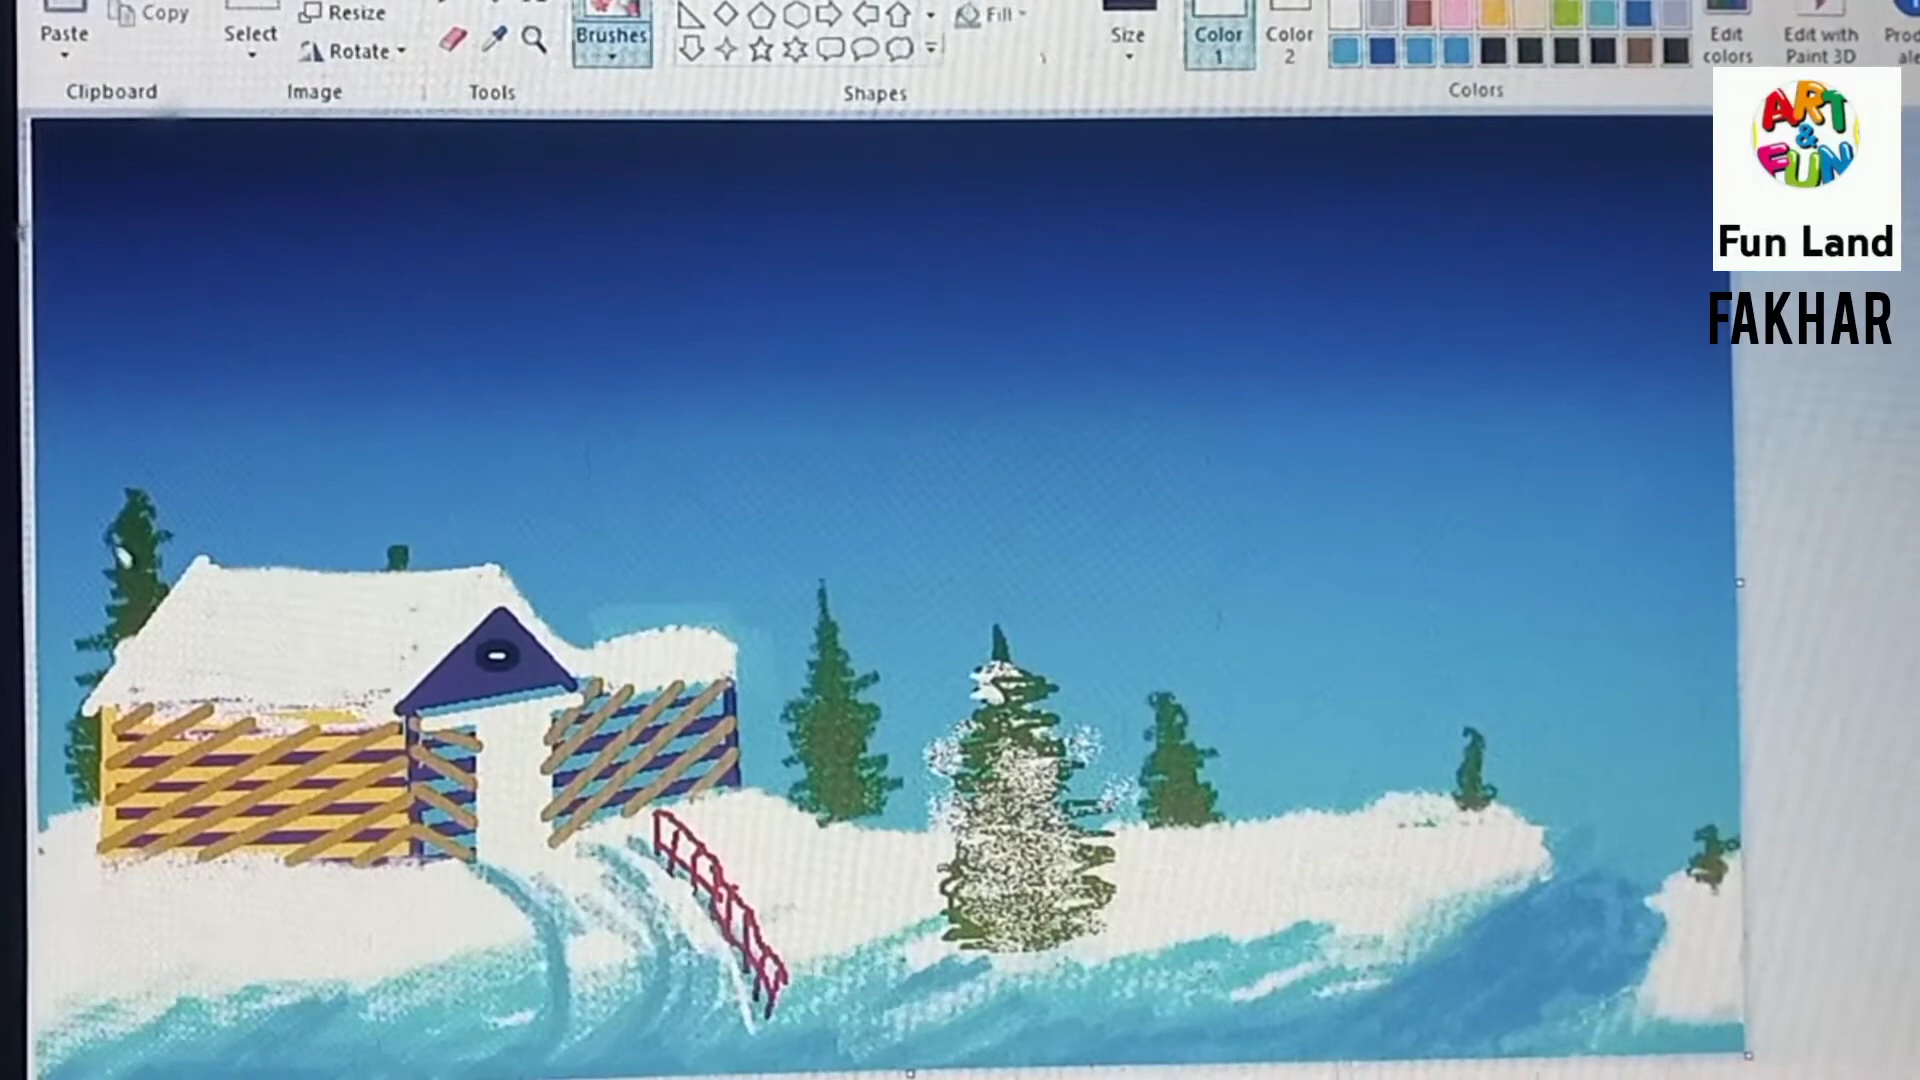 Paste
Copy
Clipboard
Select
Resize
Rotate
Image
Tools
Brushes
Shapes
Fill
Size
Color
1
Color
2
Colors
Edit
colors
Edit with
Paint 3D
ART
&
FUN
Fun Land
FAKHAR